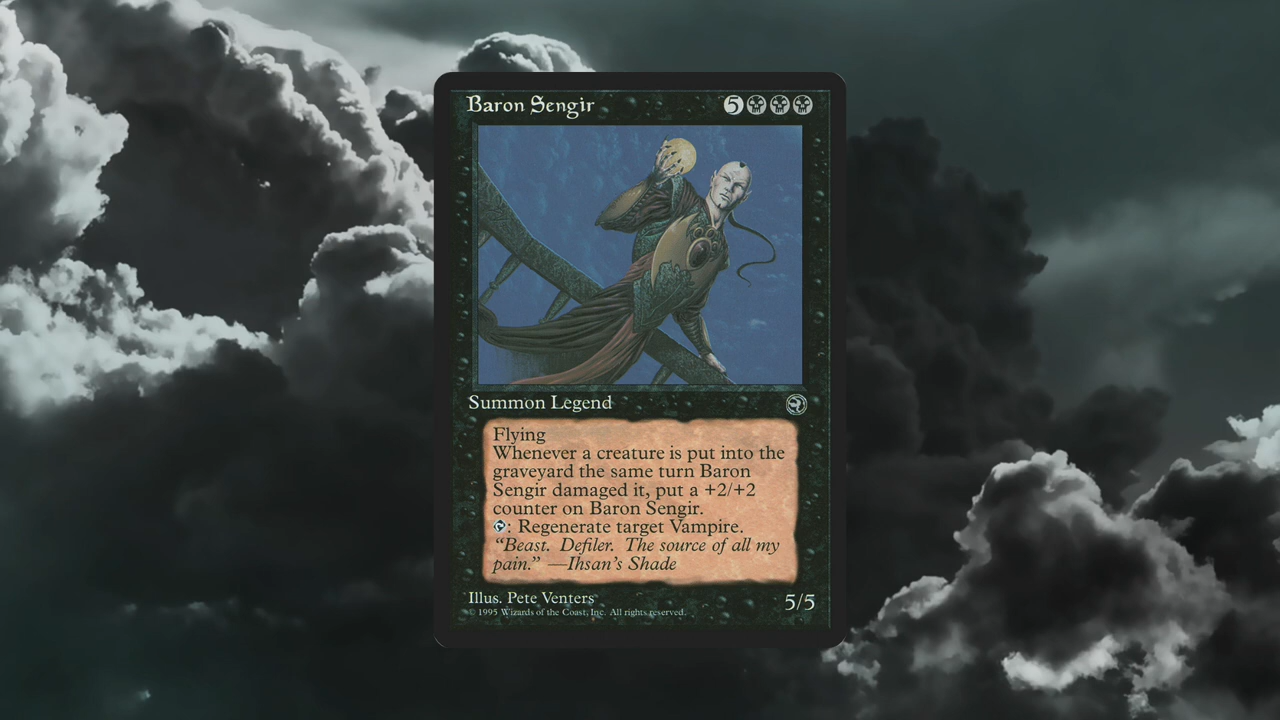 Baron Sengir 5
Summon Legend
Flying
Whenever a creature is put into the
graveyard the same turn Baron
Sengir damaged it, put a +2/+2
counter on Baron Sengir.
: Regenerate target Vampire.
“Beast. Defiler. The source of all my
pain.” —Ihsan’s Shade
Illus. Pete Venters
© 1995 Wizards of the Coast, Inc. All rights reserved.
5/5